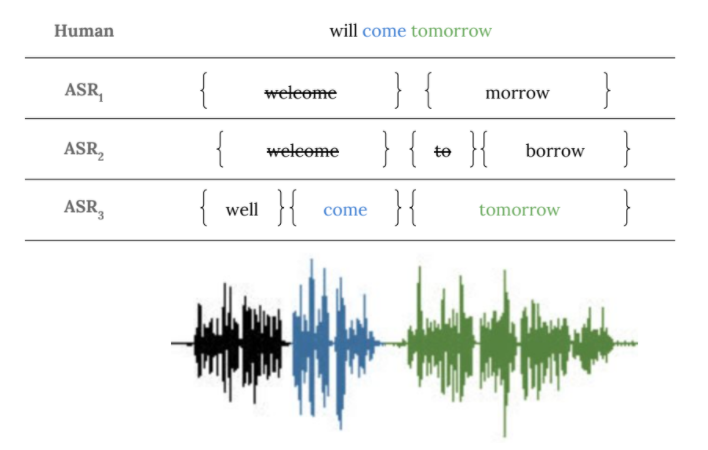 Human will come tomorrow
ASR1 { welcome } { morrow }
ASR2 { welcome } { to } { borrow }
ASR3 { well } { come } { tomorrow }